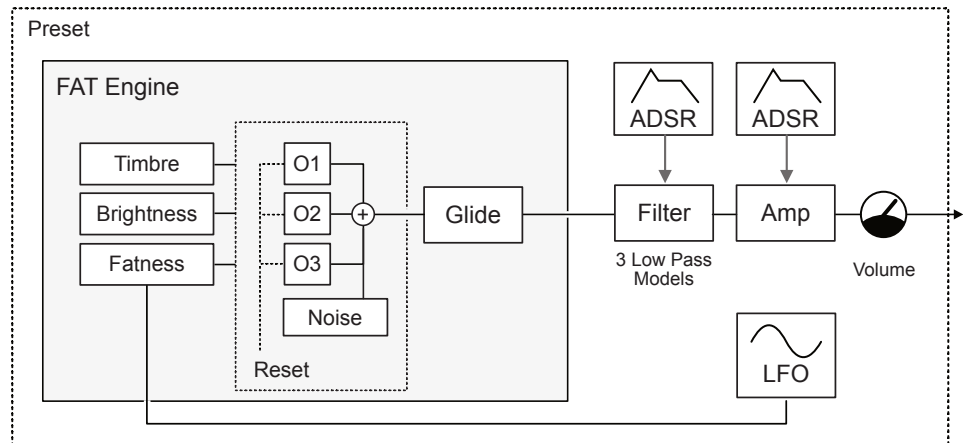 Preset
FAT Engine
Timbre
Brightness
Fatness
O1
O2
O3
+
Noise
Reset
Glide
ADSR
ADSR
Filter
Amp
3 Low Pass
Models
Volume
LFO